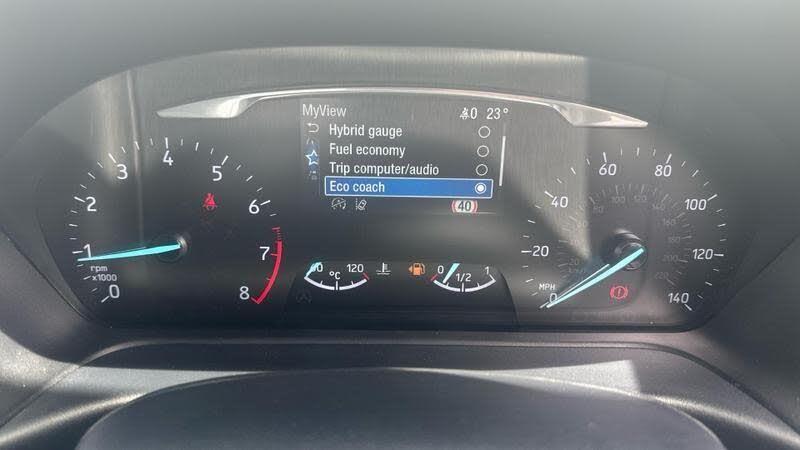 MyView
0 23°
Hybrid gauge
Fuel economy
Trip computer/audio
Eco coach
40
0
1
2
3
4
5
6
7
8
rpm
x1000
60
120
°C
0
1/2
1
0
20
40
60
80
100
120
140
MPH